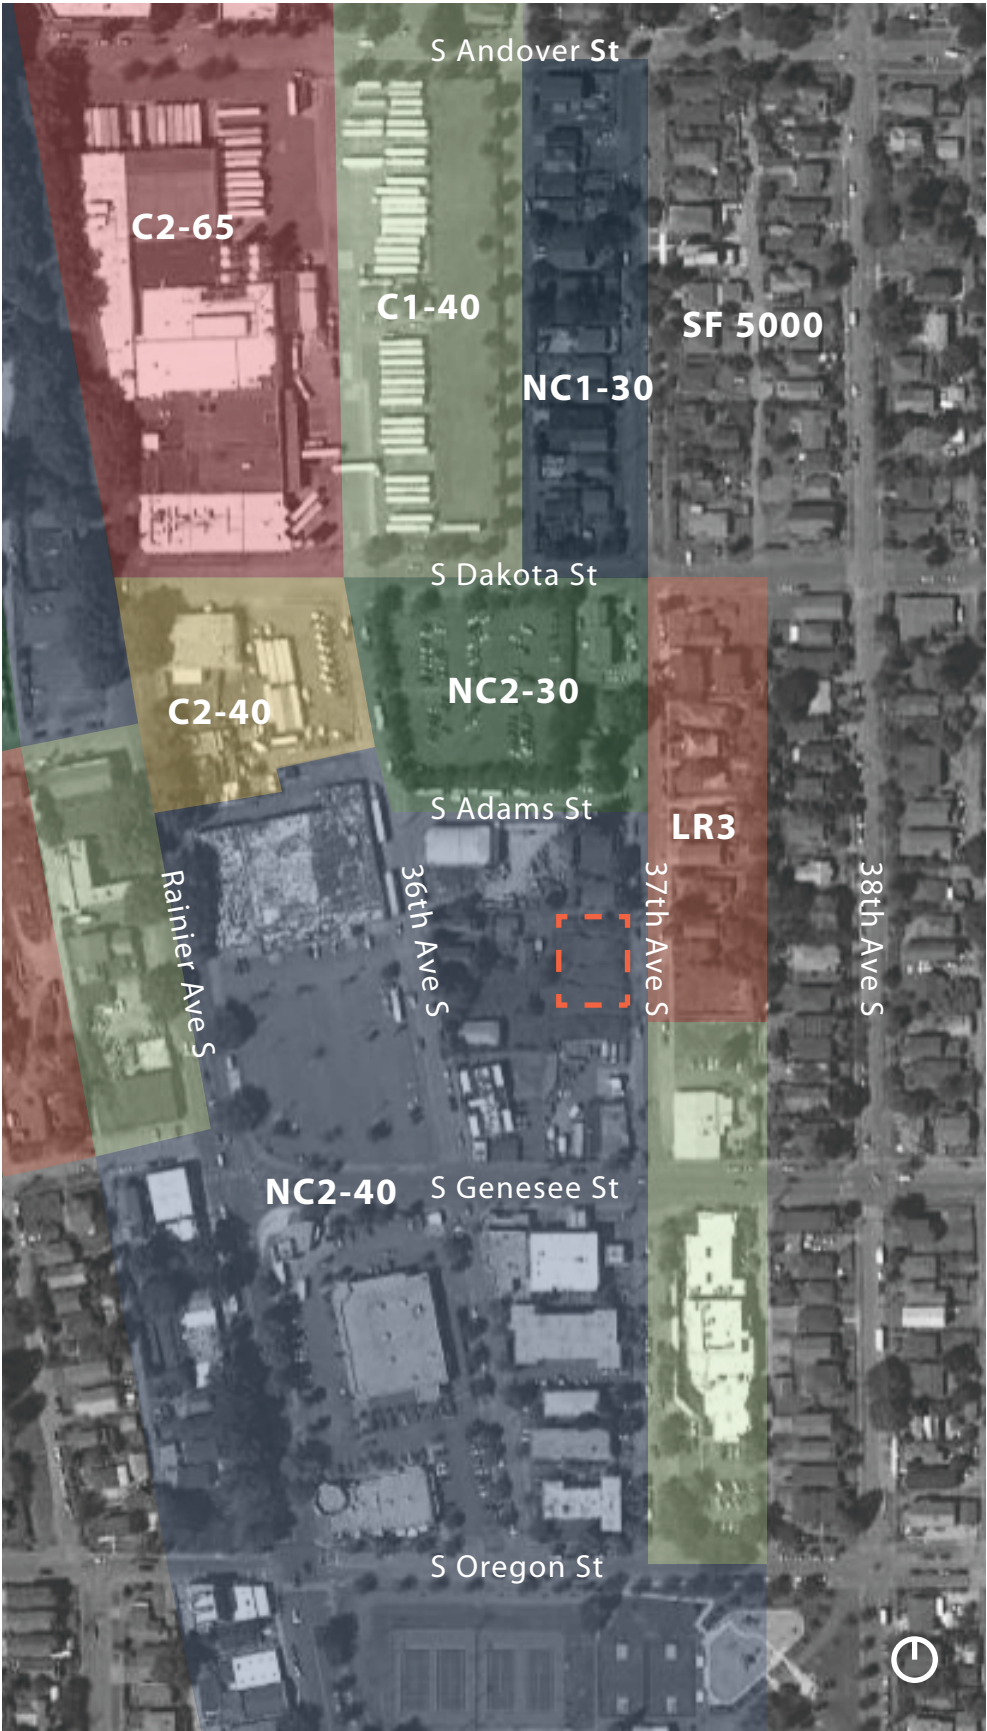 S Andover St
C2-65
C1-40
SF 5000
NC1-30
S Dakota St
NC2-30
C2-40
S Adams St
LR3
Rainier Ave S
36th Ave S
37th Ave S
38th Ave S
NC2-40
S Genesee St
S Oregon St